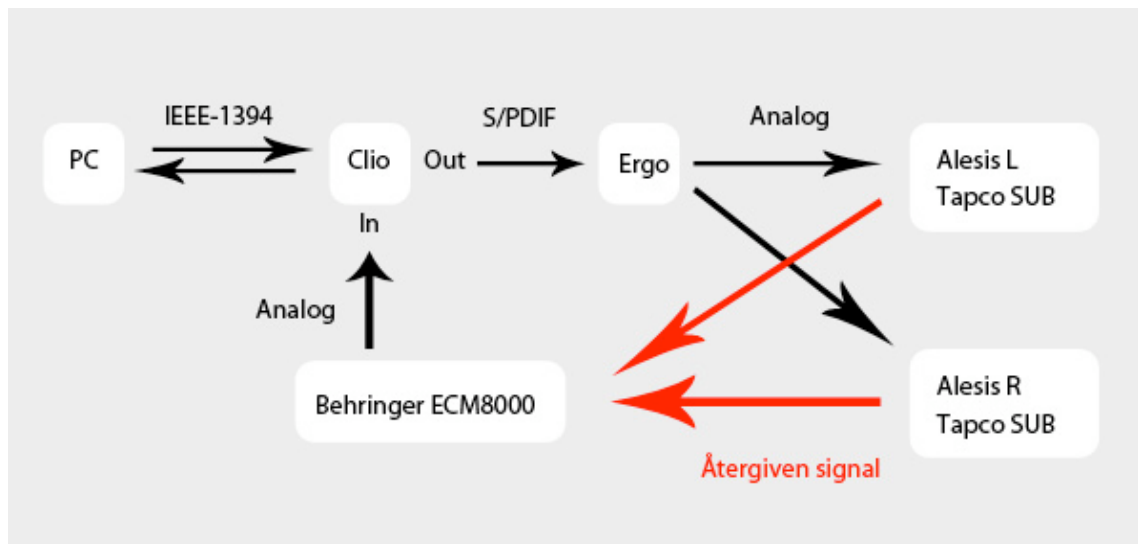 IEEE-1394
S/PDIF
Analog
PC
Clio
Out
Ergo
Alesis L
Tapco SUB
In
Analog
Behringer ECM8000
Alesis R
Tapco SUB
Återgiven signal